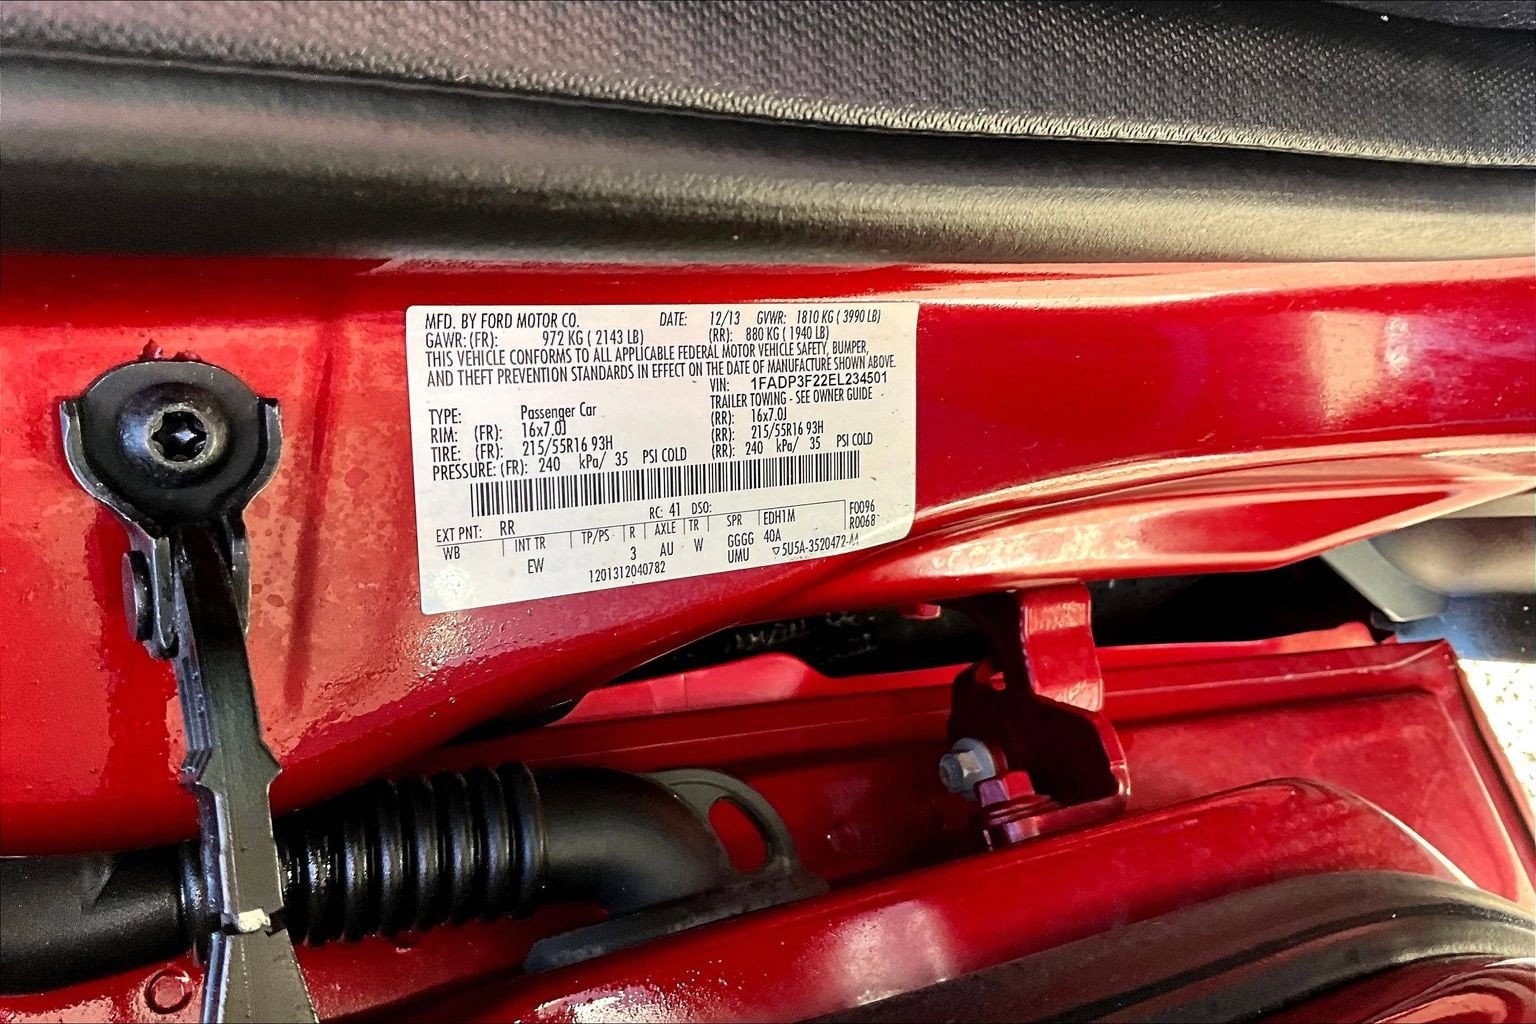 MFD. BY FORD MOTOR CO. DATE: 12/13 GVWR: 1810 KG ( 3990 LB)
GAWR: (FR): 972 KG ( 2143 LB) (RR): 880 KG ( 1940 LB)
THIS VEHICLE CONFORMS TO ALL APPLICABLE FEDERAL MOTOR VEHICLE SAFETY, BUMPER,
AND THEFT PREVENTION STANDARDS IN EFFECT ON THE DATE OF MANUFACTURE SHOWN ABOVE.
VIN: 1FADP3F22EL234501
TYPE: Passenger Car TRAILER TOWING - SEE OWNER GUIDE
RIM: (FR): 16x7.0J (RR): 16x7.0J
TIRE: (FR): 215/55R16 93H (RR): 215/55R16 93H
PRESSURE: (FR): 240 kPa/ 35 PSI COLD (RR): 240 kPa/ 35 PSI COLD
RC: 41 DSO:
EXT PNT: RR F0096
WB INT TR TP/PS R AXLE TR SPR EDH1M R0068
EW 3 AU W GGGG 40A
1201312040782 UMU ▽5U5A-3520472-